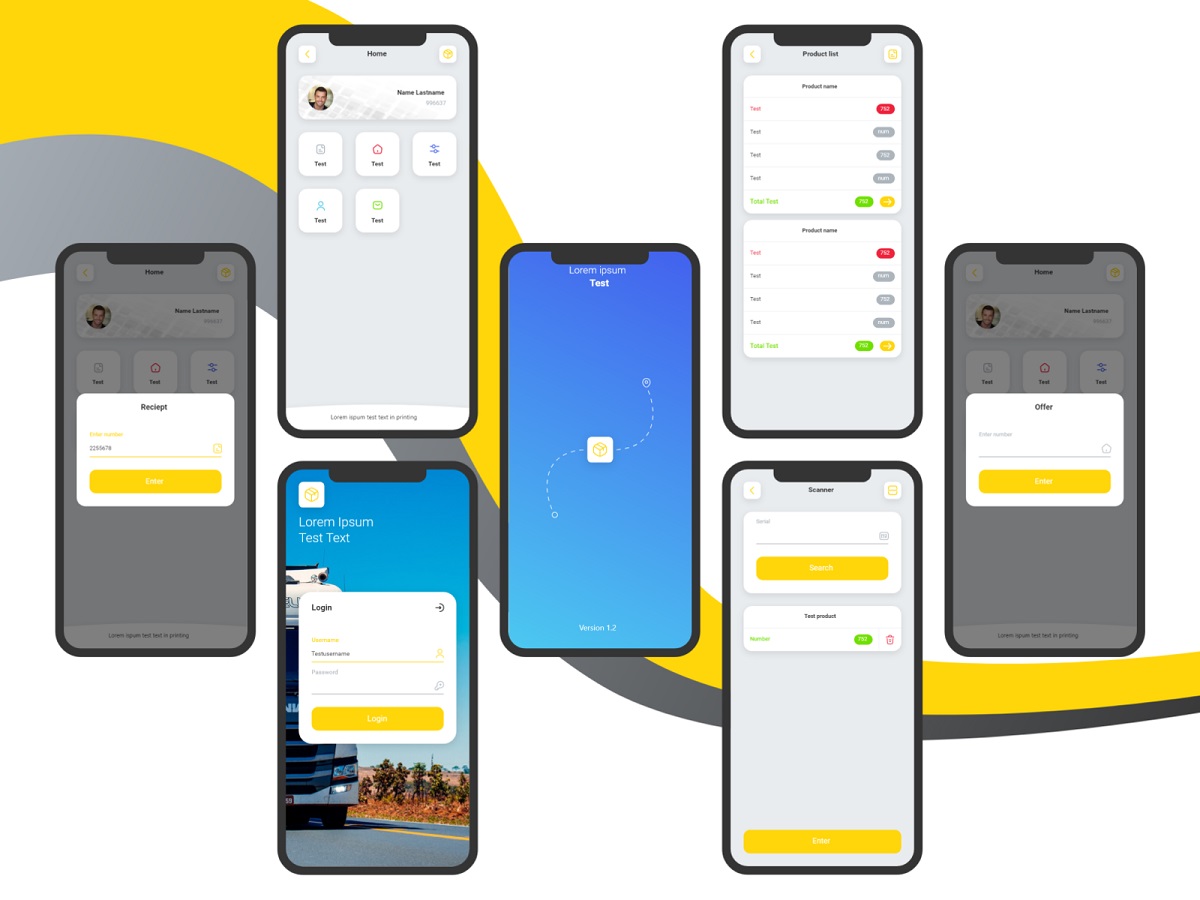 Home
Name Lastname
996637
Test
Test
Test
Test
Test
Lorem ispum test text in printing
Product list
Product name
Test 792
Test num
Test 792
Test num
Total Test 792
Product name
Test 792
Test num
Test 792
Test num
Total Test 792
Home
Name Lastname
996637
Test
Test
Test
Reciept
Enter number
2255678
Enter
Lorem ispum test text in printing
Lorem ipsum
Test
Version 1.2
Home
Name Lastname
996637
Test
Test
Test
Offer
Enter number
Enter
Lorem ispum test text in printing
Lorem Ipsum
Test Text
Login
Username
Testusername
Password
Login
Scanner
Serial
Search
Test product
Number 792
Enter